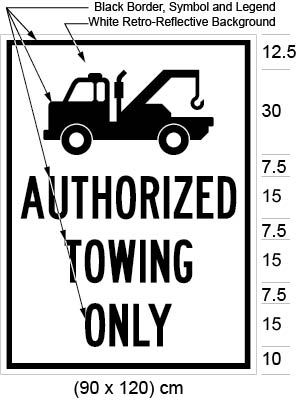 Black Border, Symbol and Legend
White Retro-Reflective Background
12.5
30
7.5
AUTHORIZED
15
7.5
TOWING
15
7.5
ONLY
15
10
(90 x 120) cm